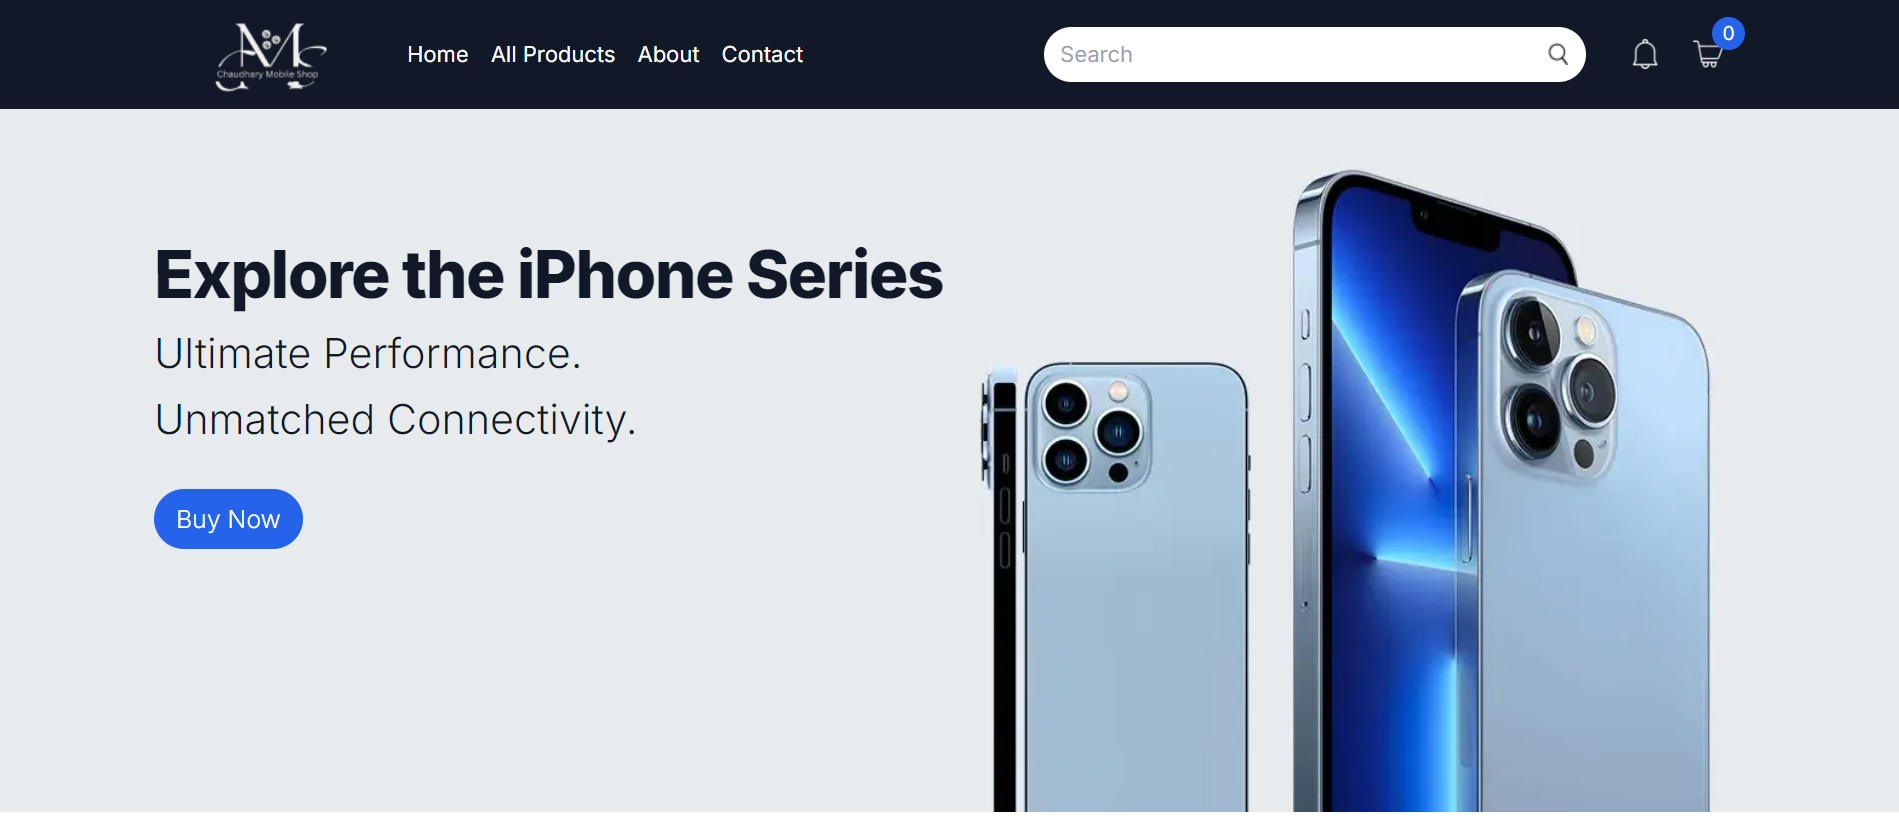 AM
Chaudhary Mobile Shop
Home All Products About Contact
Search
0
Explore the iPhone Series
Ultimate Performance.
Unmatched Connectivity.
Buy Now